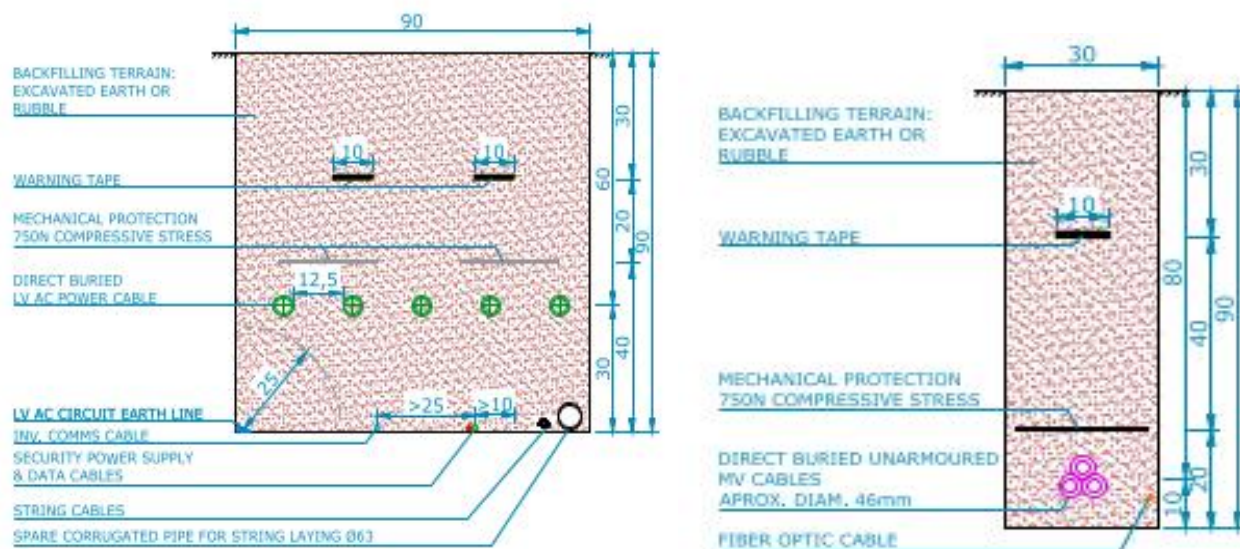 90
BACKFILLING TERRAIN:
EXCAVATED EARTH OR
RUBBLE
10
10
WARNING TAPE
MECHANICAL PROTECTION
750N COMPRESSIVE STRESS
DIRECT BURIED
LV AC POWER CABLE
12,5
30
60
20
90
40
30
25
>25
>10
LV AC CIRCUIT EARTH LINE
INV. COMMS CABLE
SECURITY POWER SUPPLY
& DATA CABLES
STRING CABLES
SPARE CORRUGATED PIPE FOR STRING LAYING Ø63
30
BACKFILLING TERRAIN:
EXCAVATED EARTH OR
RUBBLE
10
WARNING TAPE
30
80
90
40
MECHANICAL PROTECTION
750N COMPRESSIVE STRESS
DIRECT BURIED UNARMOURED
MV CABLES
APROX. DIAM. 46mm
20
10
FIBER OPTIC CABLE